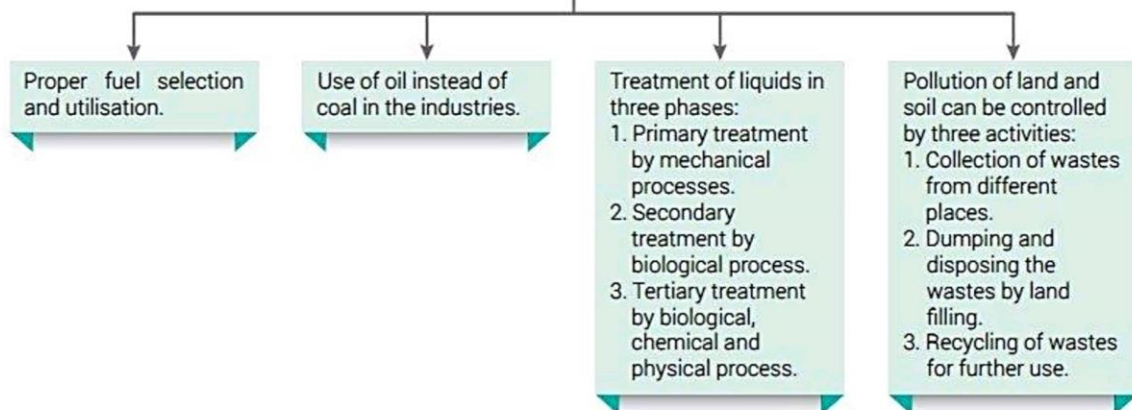 Proper fuel selection
and utilisation.
Use of oil instead of
coal in the industries.
Treatment of liquids in
three phases:
1. Primary treatment
by mechanical
processes.
2. Secondary
treatment by
biological process.
3. Tertiary treatment
by biological,
chemical and
physical process.
Pollution of land and
soil can be controlled
by three activities:
1. Collection of wastes
from different
places.
2. Dumping and
disposing the
wastes by land
filling.
3. Recycling of wastes
for further use.